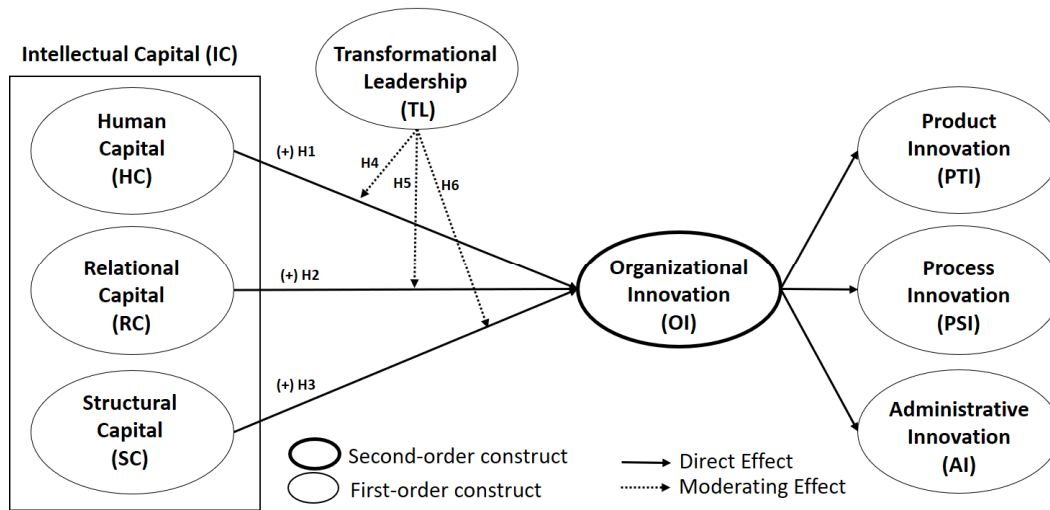 Intellectual Capital (IC)
Human
Capital
(HC)
Relational
Capital
(RC)
Structural
Capital
(SC)
Transformational
Leadership
(TL)
(+) H1
H4
H5
H6
(+) H2
(+) H3
Organizational
Innovation
(OI)
Product
Innovation
(PTI)
Process
Innovation
(PSI)
Administrative
Innovation
(AI)
Second-order construct
First-order construct
Direct Effect
Moderating Effect